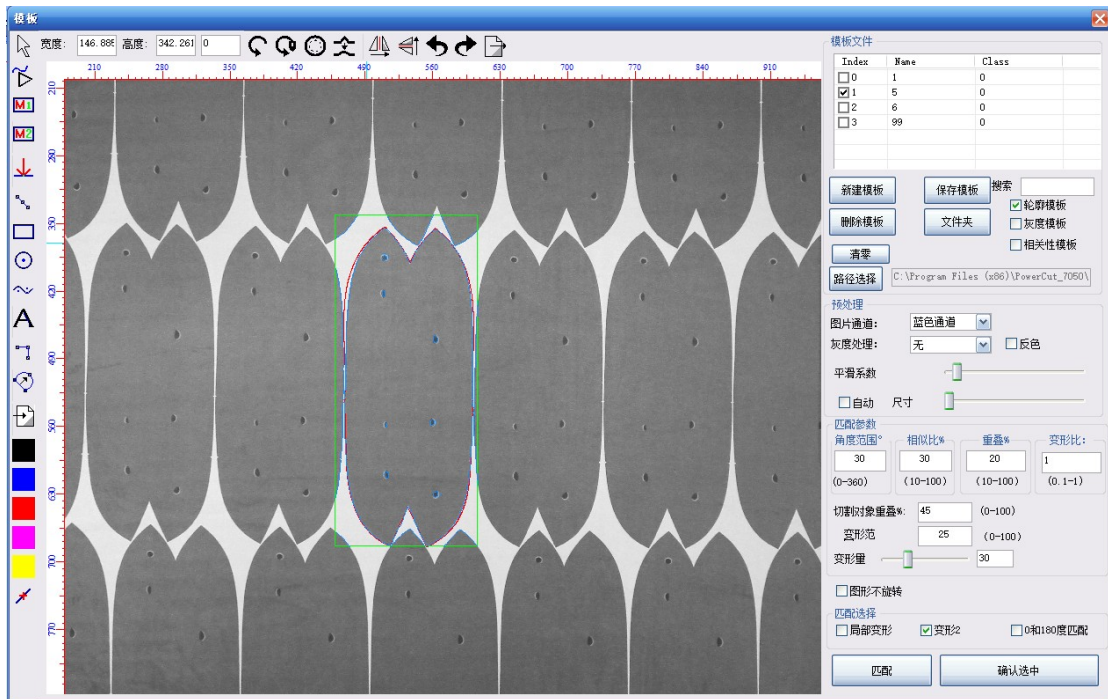 模板
宽度: 146.885 高度: 342.261 0
210 280 350 420 490 560 630 700 770 840 910
210
280
350
420
490
560
630
700
770
M1
M2
A
模板文件
Index Name Class
0 1 0
1 5 0
2 6 0
3 99 0
新建模板 保存模板 搜索
轮廓模板
删除模板 文件夹 灰度模板
相关性模板
清零
路径选择 C:\Program Files (x86)\PowerCut_7050\
预处理
图片通道: 蓝色通道
灰度处理: 无 反色
平滑系数
自动 尺寸
匹配参数
角度范围° 相似比% 重叠% 变形比:
30 30 20 1
(0-360) (10-100) (10-100) (0.1-1)
切割对象重叠%: 45 (0-100)
变形范 25 (0-100)
变形量 30
图形不旋转
匹配选择
局部变形 变形2 0和180度匹配
匹配 确认选中